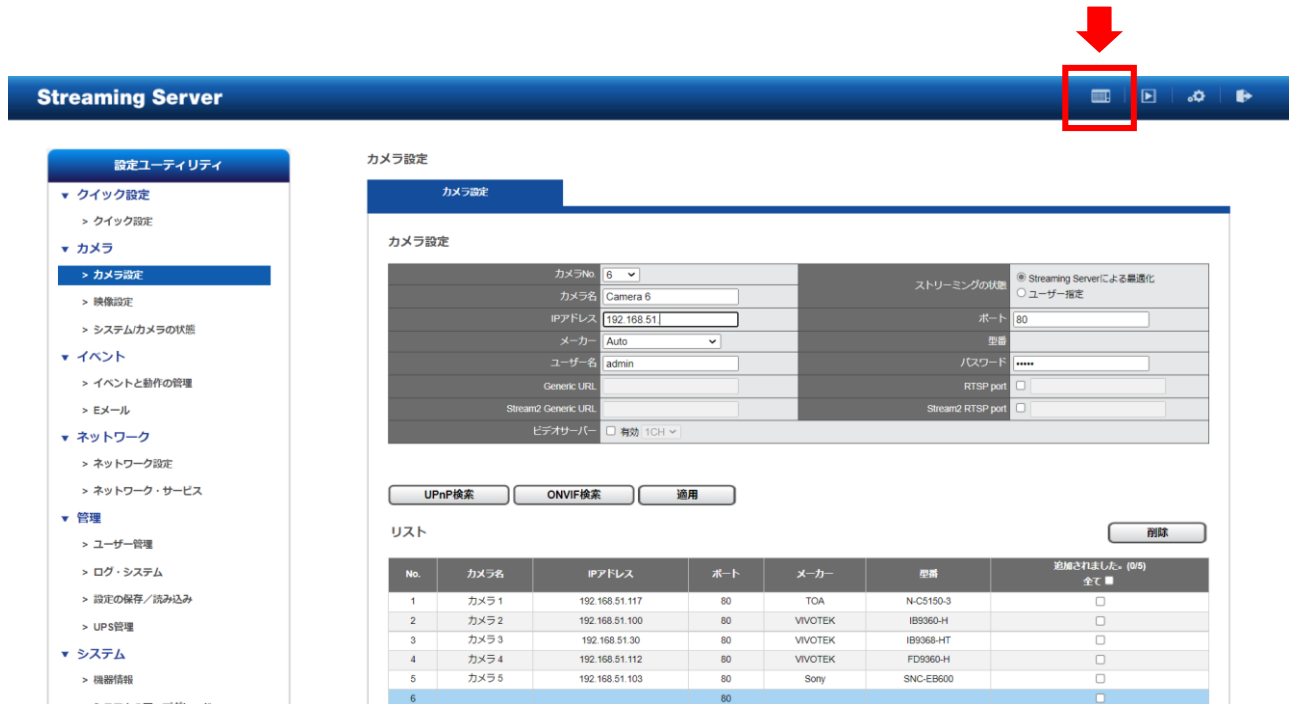 Streaming Server
設定ユーティリティ
▼ クイック設定
> クイック設定
▼ カメラ
> カメラ設定
> 映像設定
> システム/カメラの状態
▼ イベント
> イベントと動作の管理
> Eメール
▼ ネットワーク
> ネットワーク設定
> ネットワーク・サービス
▼ 管理
> ユーザー管理
> ログ・システム
> 設定の保存／読み込み
> UPS管理
▼ システム
> 機器情報
カメラ設定
カメラ設定
カメラ設定
カメラNo. 6
カメラ名 Camera 6
IPアドレス 192.168.51.
メーカー Auto
ユーザー名 admin
Generic URL
Stream2 Generic URL
ビデオサーバー 有効 1CH
ストリーミングの状態 Streaming Serverによる最適化
ユーザー指定
ポート 80
型番
パスワード •••••
RTSP port
Stream2 RTSP port
UPnP検索 ONVIF検索 適用
リスト 削除
No. カメラ名 IPアドレス ポート メーカー 型番 追加されました。(0/5)
全て
1 カメラ 1 192.168.51.117 80 TOA N-C5150-3
2 カメラ 2 192.168.51.100 80 VIVOTEK IB9360-H
3 カメラ 3 192.168.51.30 80 VIVOTEK IB9368-HT
4 カメラ 4 192.168.51.112 80 VIVOTEK FD9360-H
5 カメラ 5 192.168.51.103 80 Sony SNC-EB600
6 80